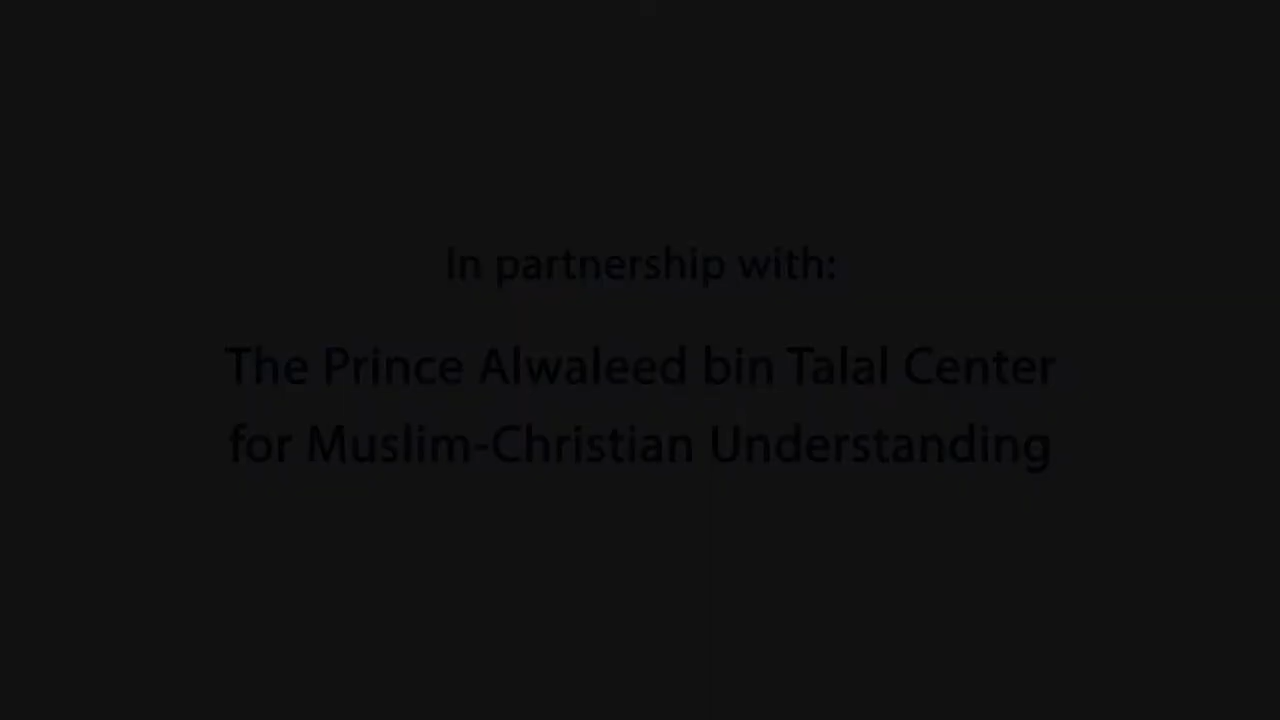 In partnership with:
The Prince Alwaleed bin Talal Center
for Muslim-Christian Understanding